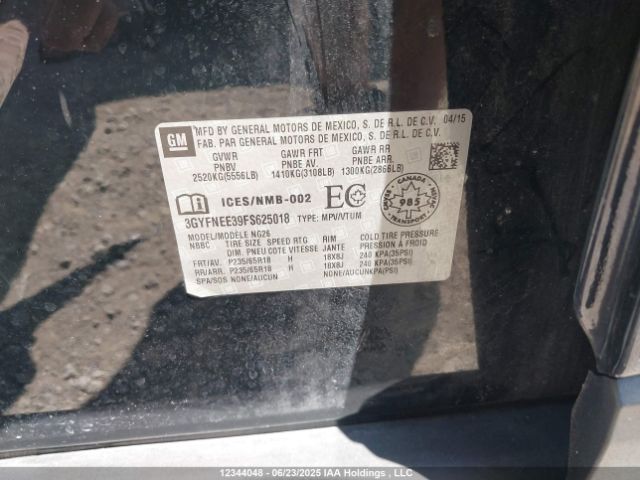 GM
MFD BY GENERAL MOTORS DE MEXICO, S. DE R.L. DE C.V. 04/15
FAB. PAR GENERAL MOTORS DE MEXICO, S. DE R.L. DE C.V.
GVWR GAWR FRT GAWR RR
PNBV PNBE AV. PNBE ARR.
2520KG(5556LB) 1410KG(3108LB) 1300KG(2866LB)
ICES/NMB-002 EC
CANADA
985
TRANSPORT
3GYFNEE39FS625018 TYPE: MPV/VTUM
MODEL/MODELE NG26
NBBC TIRE SIZE SPEED RTG RIM COLD TIRE PRESSURE
DIM. PNEU COTE VITESSE JANTE PRESSION À FROID
FRT/AV. P235/65R18 H 18X8J 240 KPA(35PSI)
RR/ARR. P235/65R18 H 18X8J 240 KPA(35PSI)
SPA/SOS NONE/AUCUN NONE/AUCUNKPA(PSI)
12344048 - 06/23/2025 IAA Holdings, LLC.